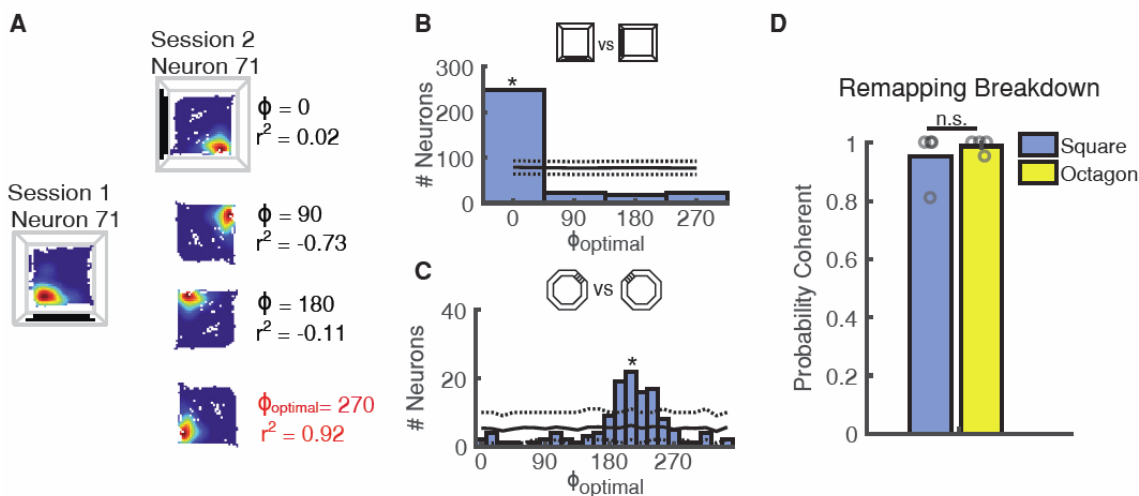 A
Session 2
Neuron 71
ϕ = 0
r² = 0.02
Session 1
Neuron 71
ϕ = 90
r² = -0.73
ϕ = 180
r² = -0.11
ϕoptimal= 270
r² = 0.92
B
vs
300
200
100
0
# Neurons
*
0 90 180 270
ϕoptimal
C
vs
40
20
0
# Neurons
*
0 90 180 270
ϕoptimal
D
Remapping Breakdown
n.s.
Square
Octagon
1
0.8
0.6
0.4
0.2
0
Probability Coherent